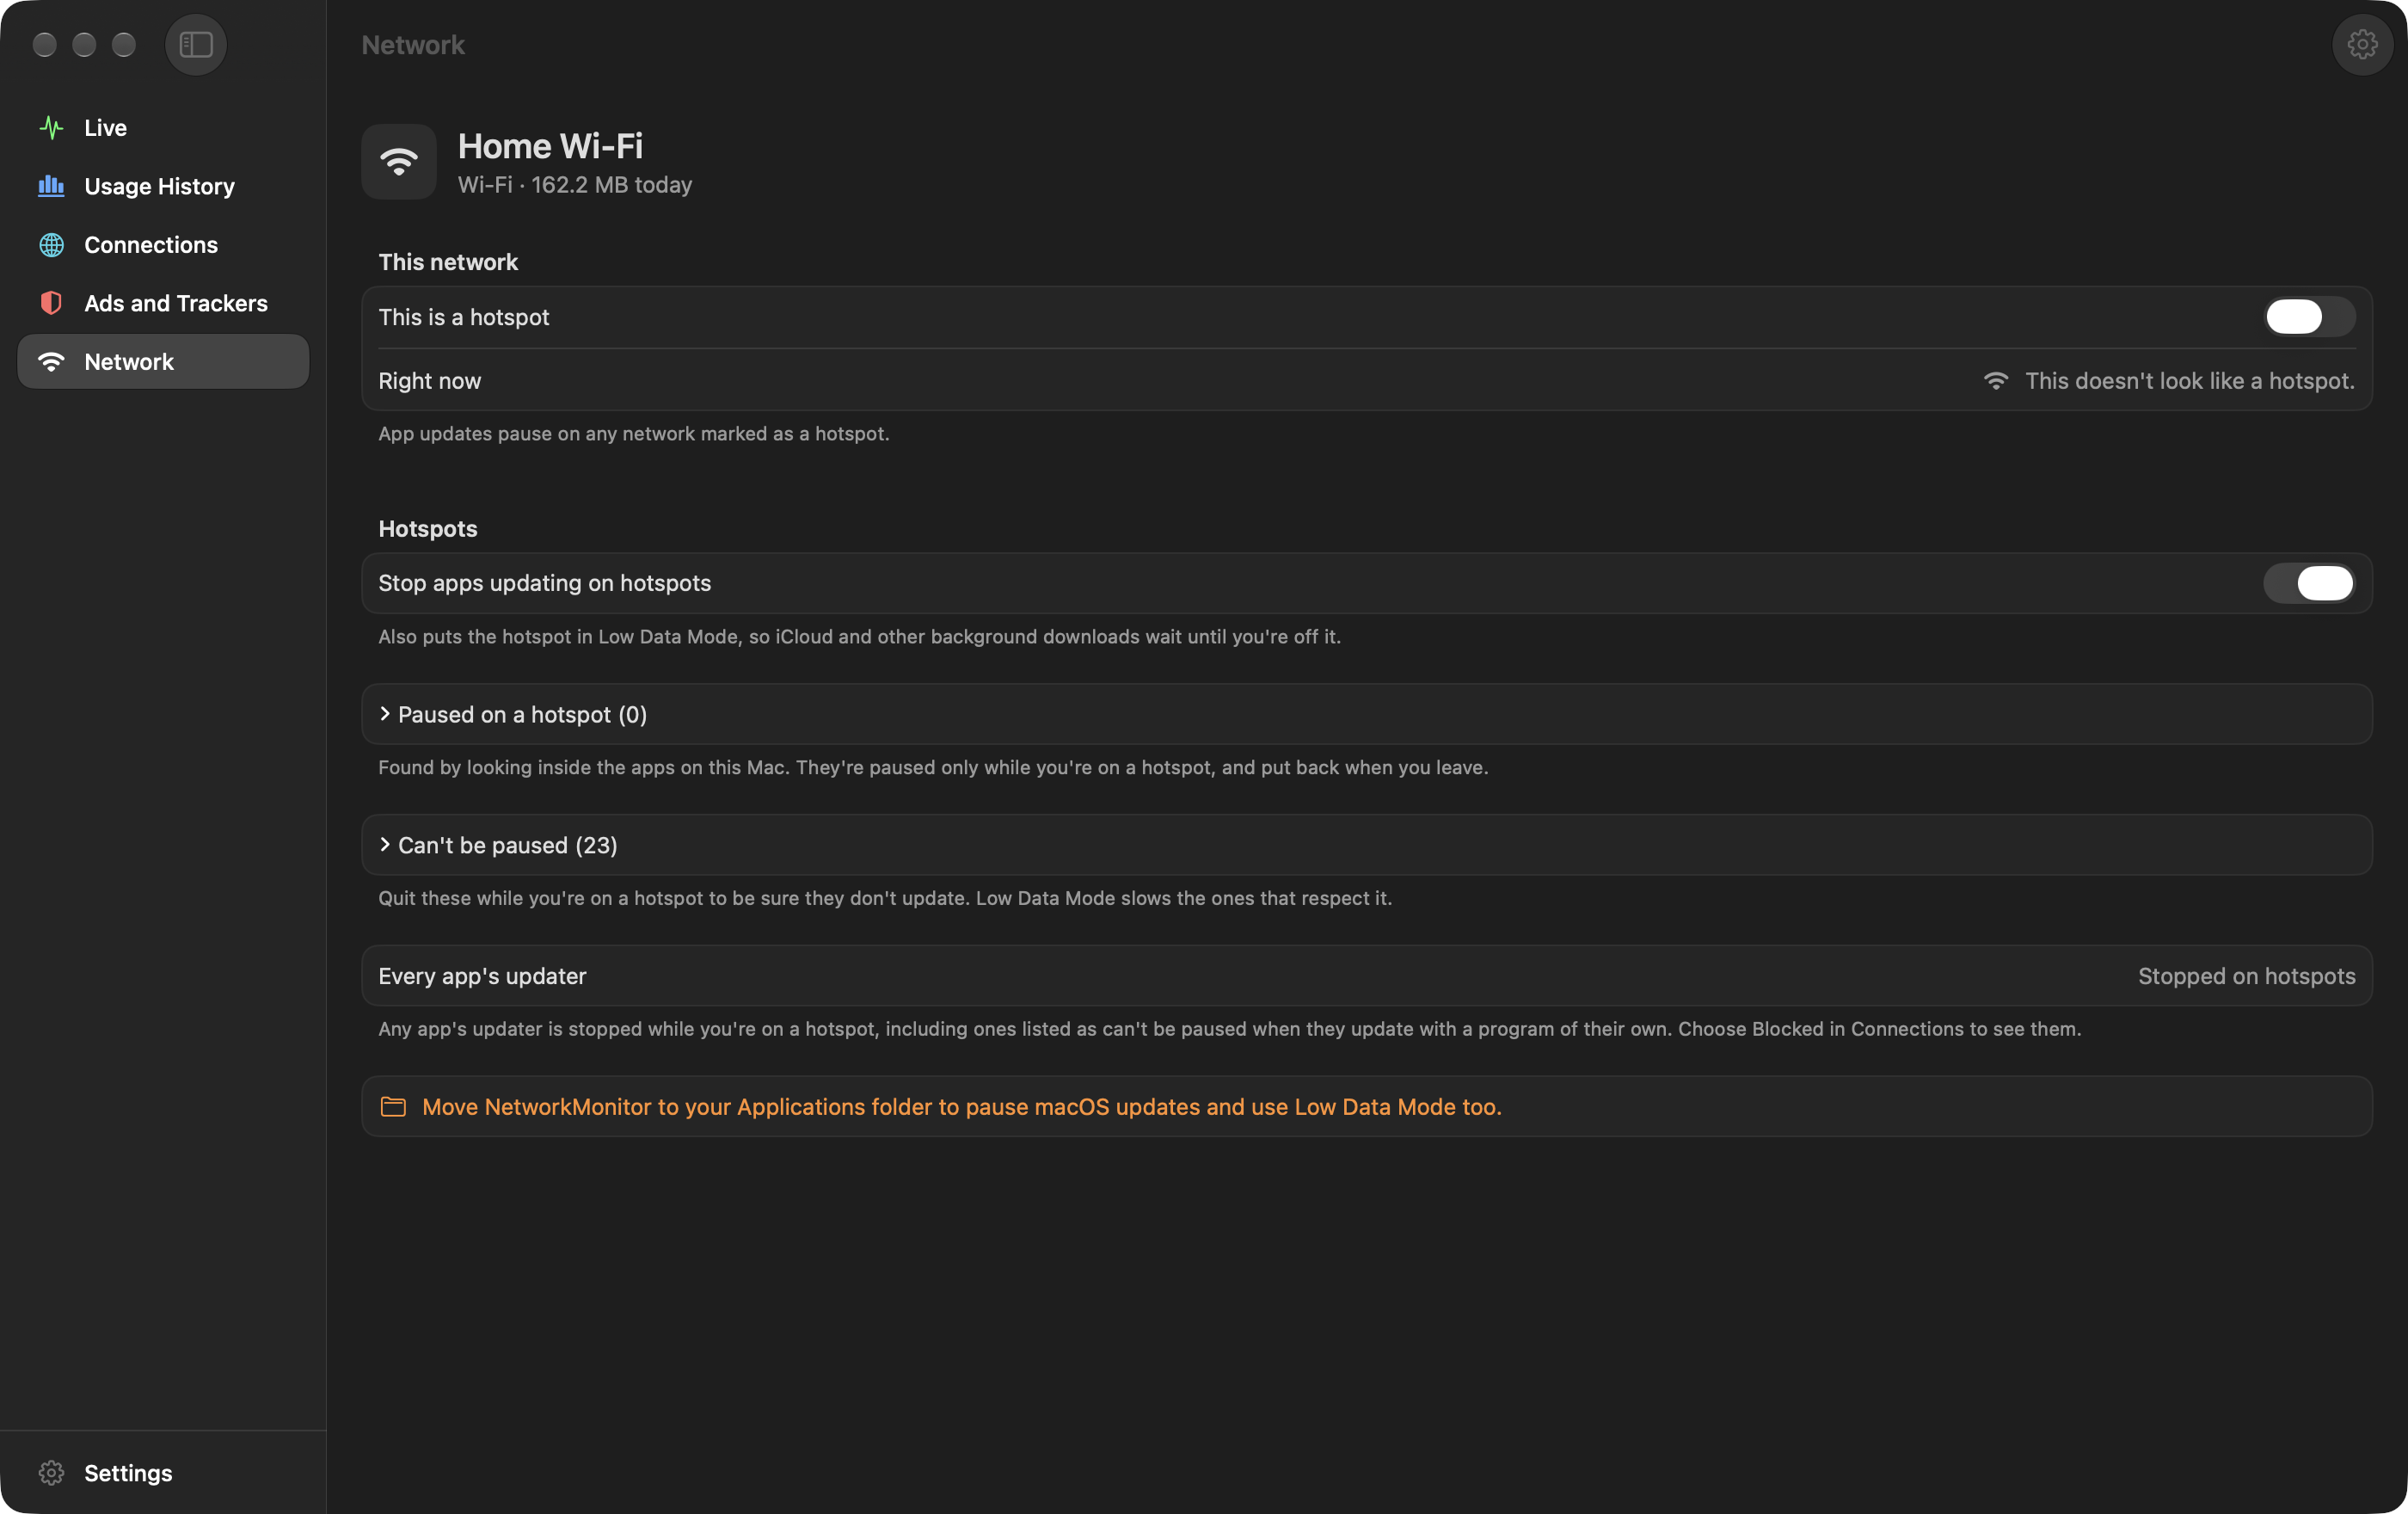 Network
Live
Usage History
Connections
Ads and Trackers
Network
Settings
Home Wi-Fi
Wi-Fi · 162.2 MB today
This network
This is a hotspot
Right now
This doesn't look like a hotspot.
App updates pause on any network marked as a hotspot.
Hotspots
Stop apps updating on hotspots
Also puts the hotspot in Low Data Mode, so iCloud and other background downloads wait until you're off it.
Paused on a hotspot (0)
Found by looking inside the apps on this Mac. They're paused only while you're on a hotspot, and put back when you leave.
Can't be paused (23)
Quit these while you're on a hotspot to be sure they don't update. Low Data Mode slows the ones that respect it.
Every app's updater
Stopped on hotspots
Any app's updater is stopped while you're on a hotspot, including ones listed as can't be paused when they update with a program of their own. Choose Blocked in Connections to see them.
Move NetworkMonitor to your Applications folder to pause macOS updates and use Low Data Mode too.